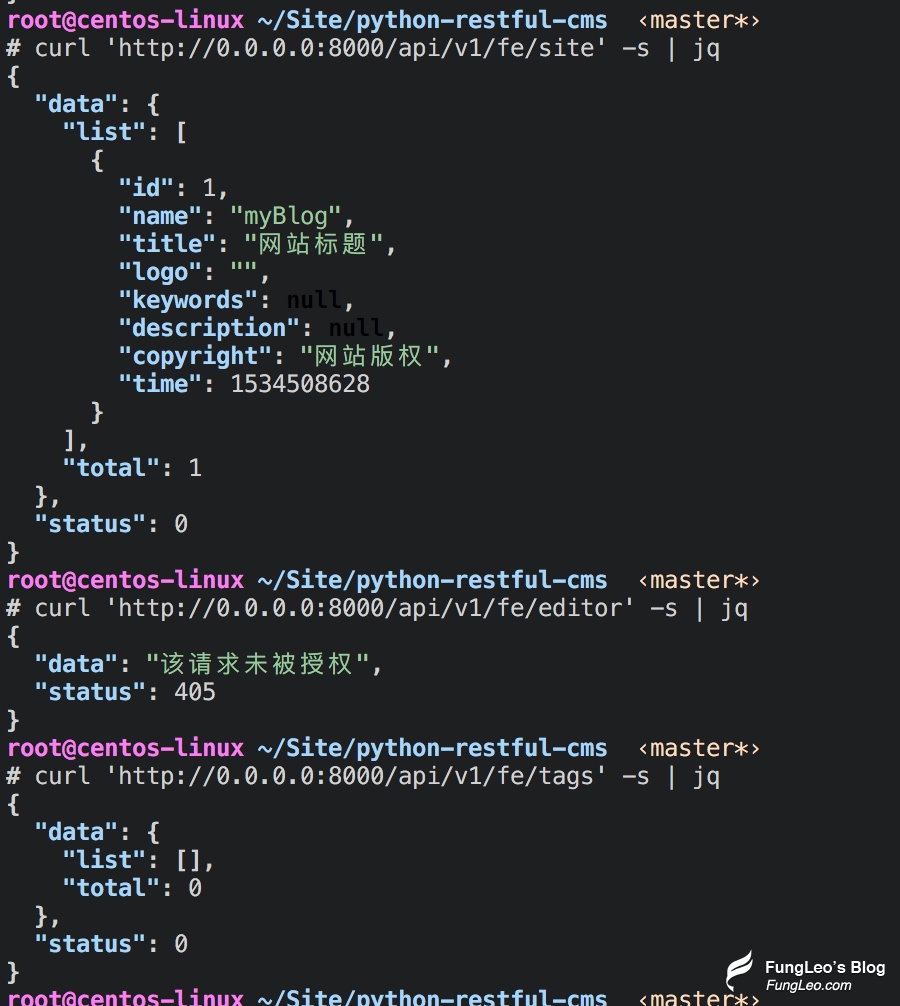 }
root@centos-linux ~/Site/python-restful-cms ‹master*›
# curl 'http://0.0.0.0:8000/api/v1/fe/site' -s | jq
{
  "data": {
    "list": [
      {
        "id": 1,
        "name": "myBlog",
        "title": "网站标题",
        "logo": "",
        "keywords": null,
        "description": null,
        "copyright": "网站版权",
        "time": 1534508628
      }
    ],
    "total": 1
  },
  "status": 0
}
root@centos-linux ~/Site/python-restful-cms ‹master*›
# curl 'http://0.0.0.0:8000/api/v1/fe/editor' -s | jq
{
  "data": "该请求未被授权",
  "status": 405
}
root@centos-linux ~/Site/python-restful-cms ‹master*›
# curl 'http://0.0.0.0:8000/api/v1/fe/tags' -s | jq
{
  "data": {
    "list": [],
    "total": 0
  },
  "status": 0
}
root@centos-linux ~/Site/python-restful-cms ‹master*›
FungLeo's Blog
FungLeo.com